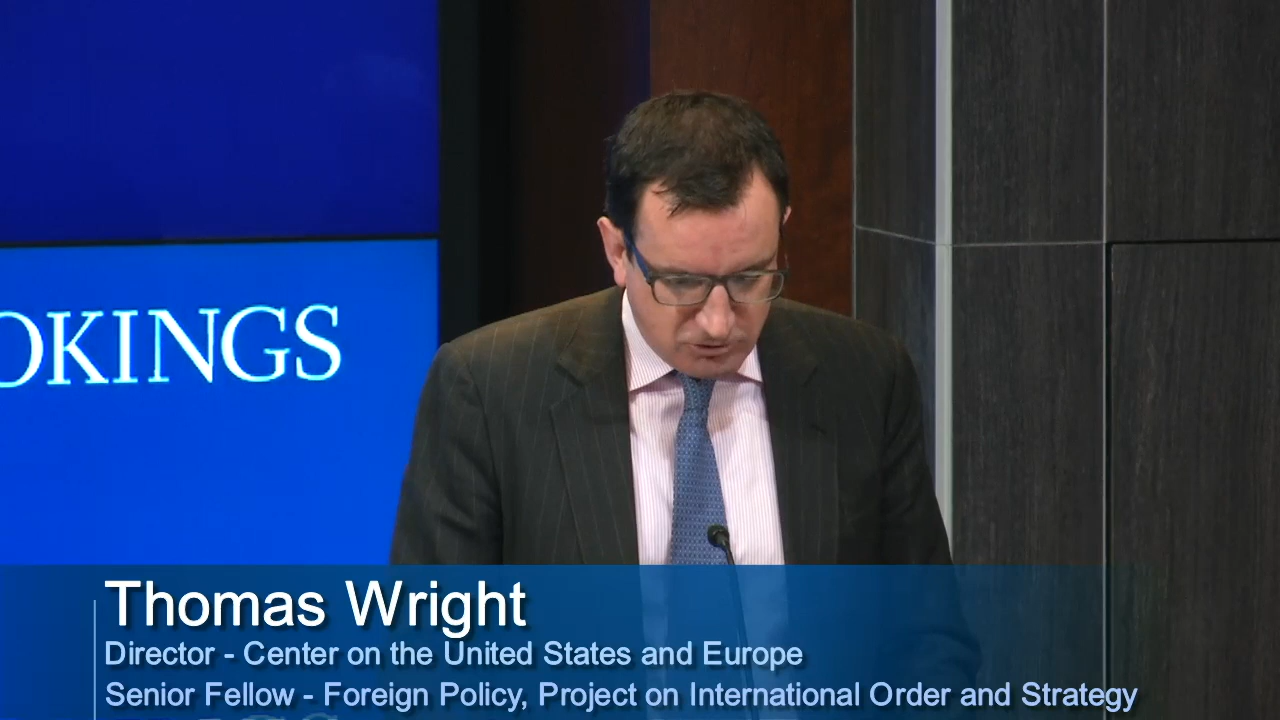 OKINGS
Thomas Wright
Director - Center on the United States and Europe
Senior Fellow - Foreign Policy, Project on International Order and Strategy